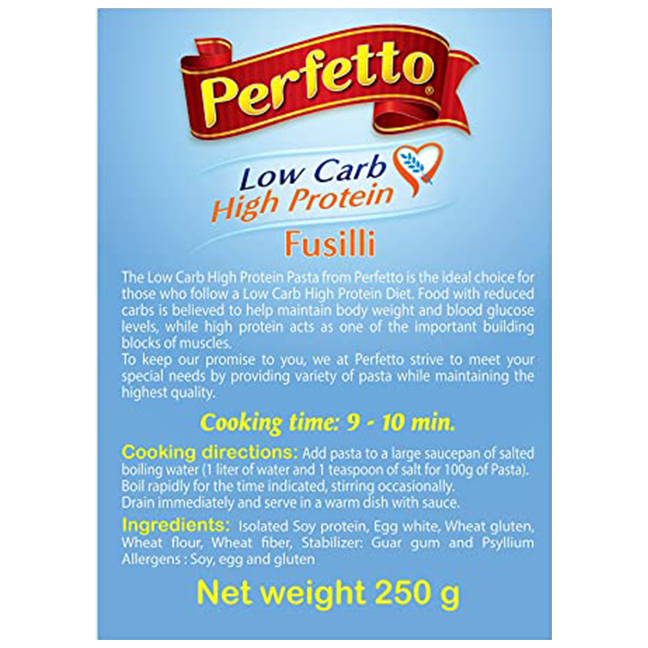 Perfetto®
Low Carb
High Protein
Fusilli
The Low Carb High Protein Pasta from Perfetto is the ideal choice for
those who follow a Low Carb High Protein Diet. Food with reduced
carbs is believed to help maintain body weight and blood glucose
levels, while high protein acts as one of the important building
blocks of muscles.
To keep our promise to you, we at Perfetto strive to meet your
special needs by providing variety of pasta while maintaining the
highest quality.
Cooking time: 9 - 10 min.
Cooking directions: Add pasta to a large saucepan of salted
boiling water (1 liter of water and 1 teaspoon of salt for 100g of Pasta).
Boil rapidly for the time indicated, stirring occasionally.
Drain immediately and serve in a warm dish with sauce.
Ingredients: Isolated Soy protein, Egg white, Wheat gluten,
Wheat flour, Wheat fiber, Stabilizer: Guar gum and Psyllium
Allergens : Soy, egg and gluten
Net weight 250 g